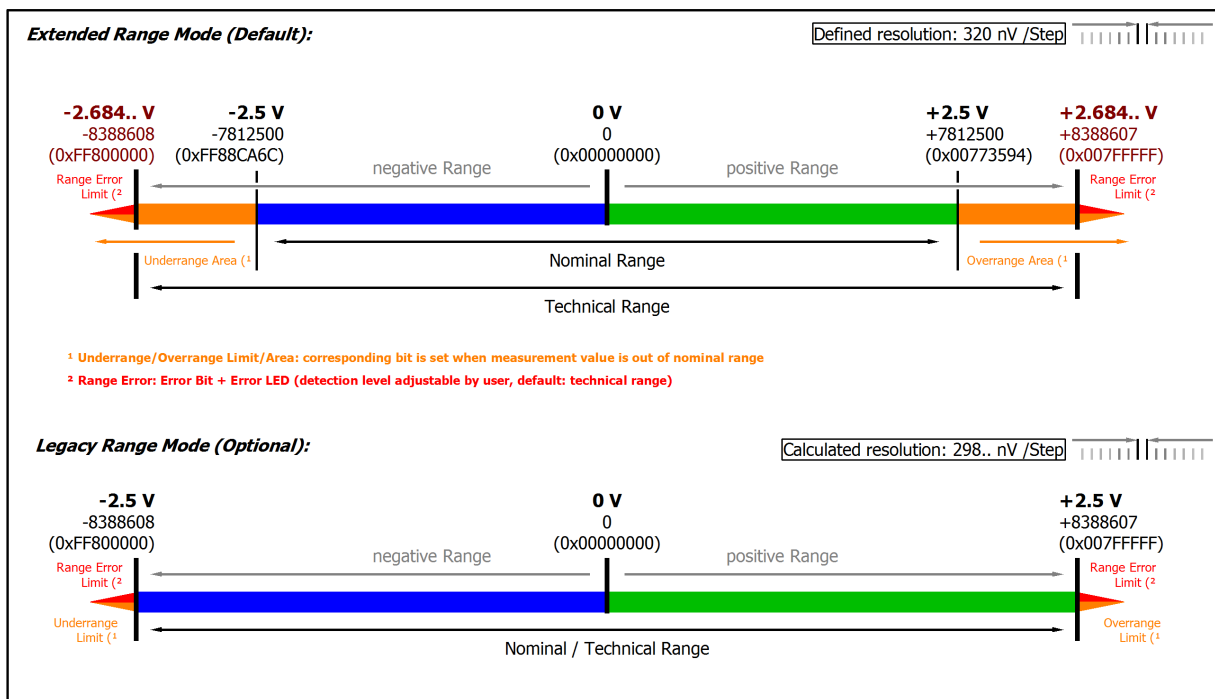 Extended Range Mode (Default):
Defined resolution: 320 nV /Step
-2.684.. V
-8388608
(0xFF800000)
-2.5 V
-7812500
(0xFF88CA6C)
0 V
0
(0x00000000)
+2.5 V
+7812500
(0x00773594)
+2.684.. V
+8388607
(0x007FFFFF)
negative Range
positive Range
Range Error
Limit (²
Range Error
Limit (²
Underrange Area (¹
Nominal Range
Overrange Area (¹
Technical Range
¹ Underrange/Overrange Limit/Area: corresponding bit is set when measurement value is out of nominal range
² Range Error: Error Bit + Error LED (detection level adjustable by user, default: technical range)
Legacy Range Mode (Optional):
Calculated resolution: 298.. nV /Step
-2.5 V
-8388608
(0xFF800000)
0 V
0
(0x00000000)
+2.5 V
+8388607
(0x007FFFFF)
negative Range
positive Range
Range Error
Limit (²
Range Error
Limit (²
Underrange
Limit (¹
Overrange
Limit (¹
Nominal / Technical Range